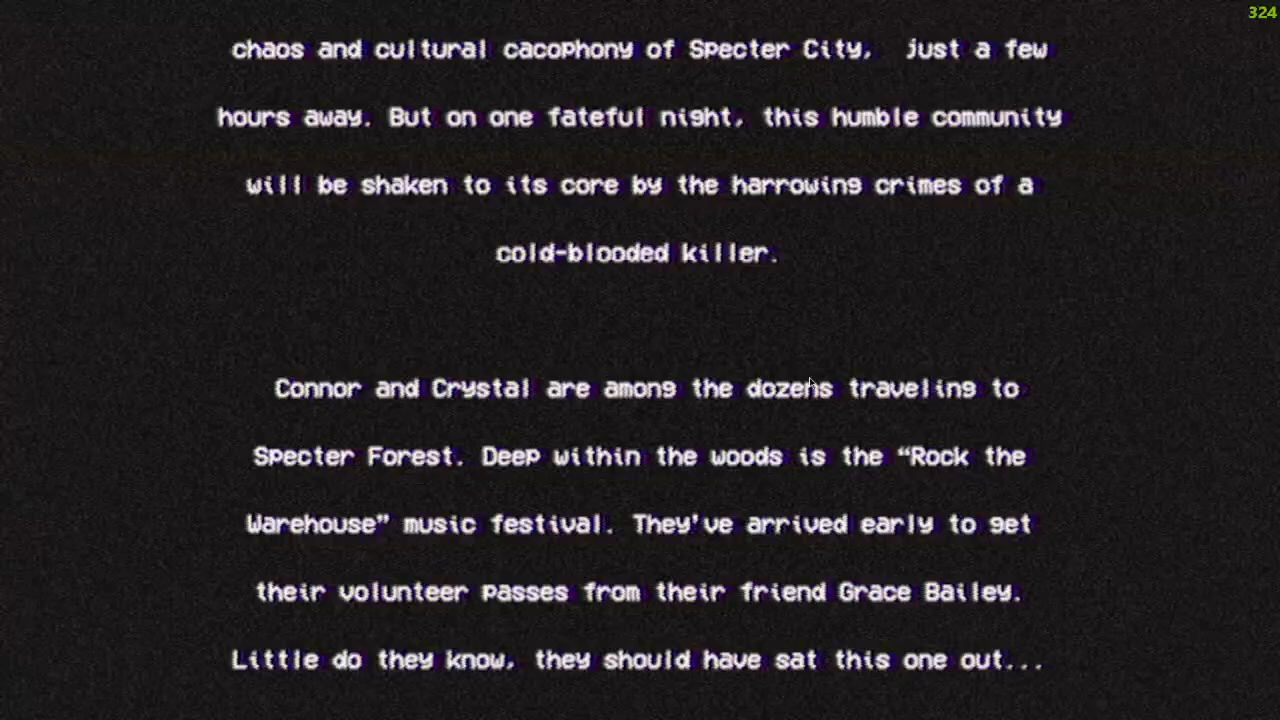 324
chaos and cultural cacophony of Specter City,  just a few
hours away. But on one fateful night, this humble community
will be shaken to its core by the harrowing crimes of a
cold-blooded killer.
Connor and Crystal are among the dozens traveling to
Specter Forest. Deep within the woods is the “Rock the
Warehouse” music festival. They've arrived early to get
their volunteer passes from their friend Grace Bailey.
Little do they know, they should have sat this one out...